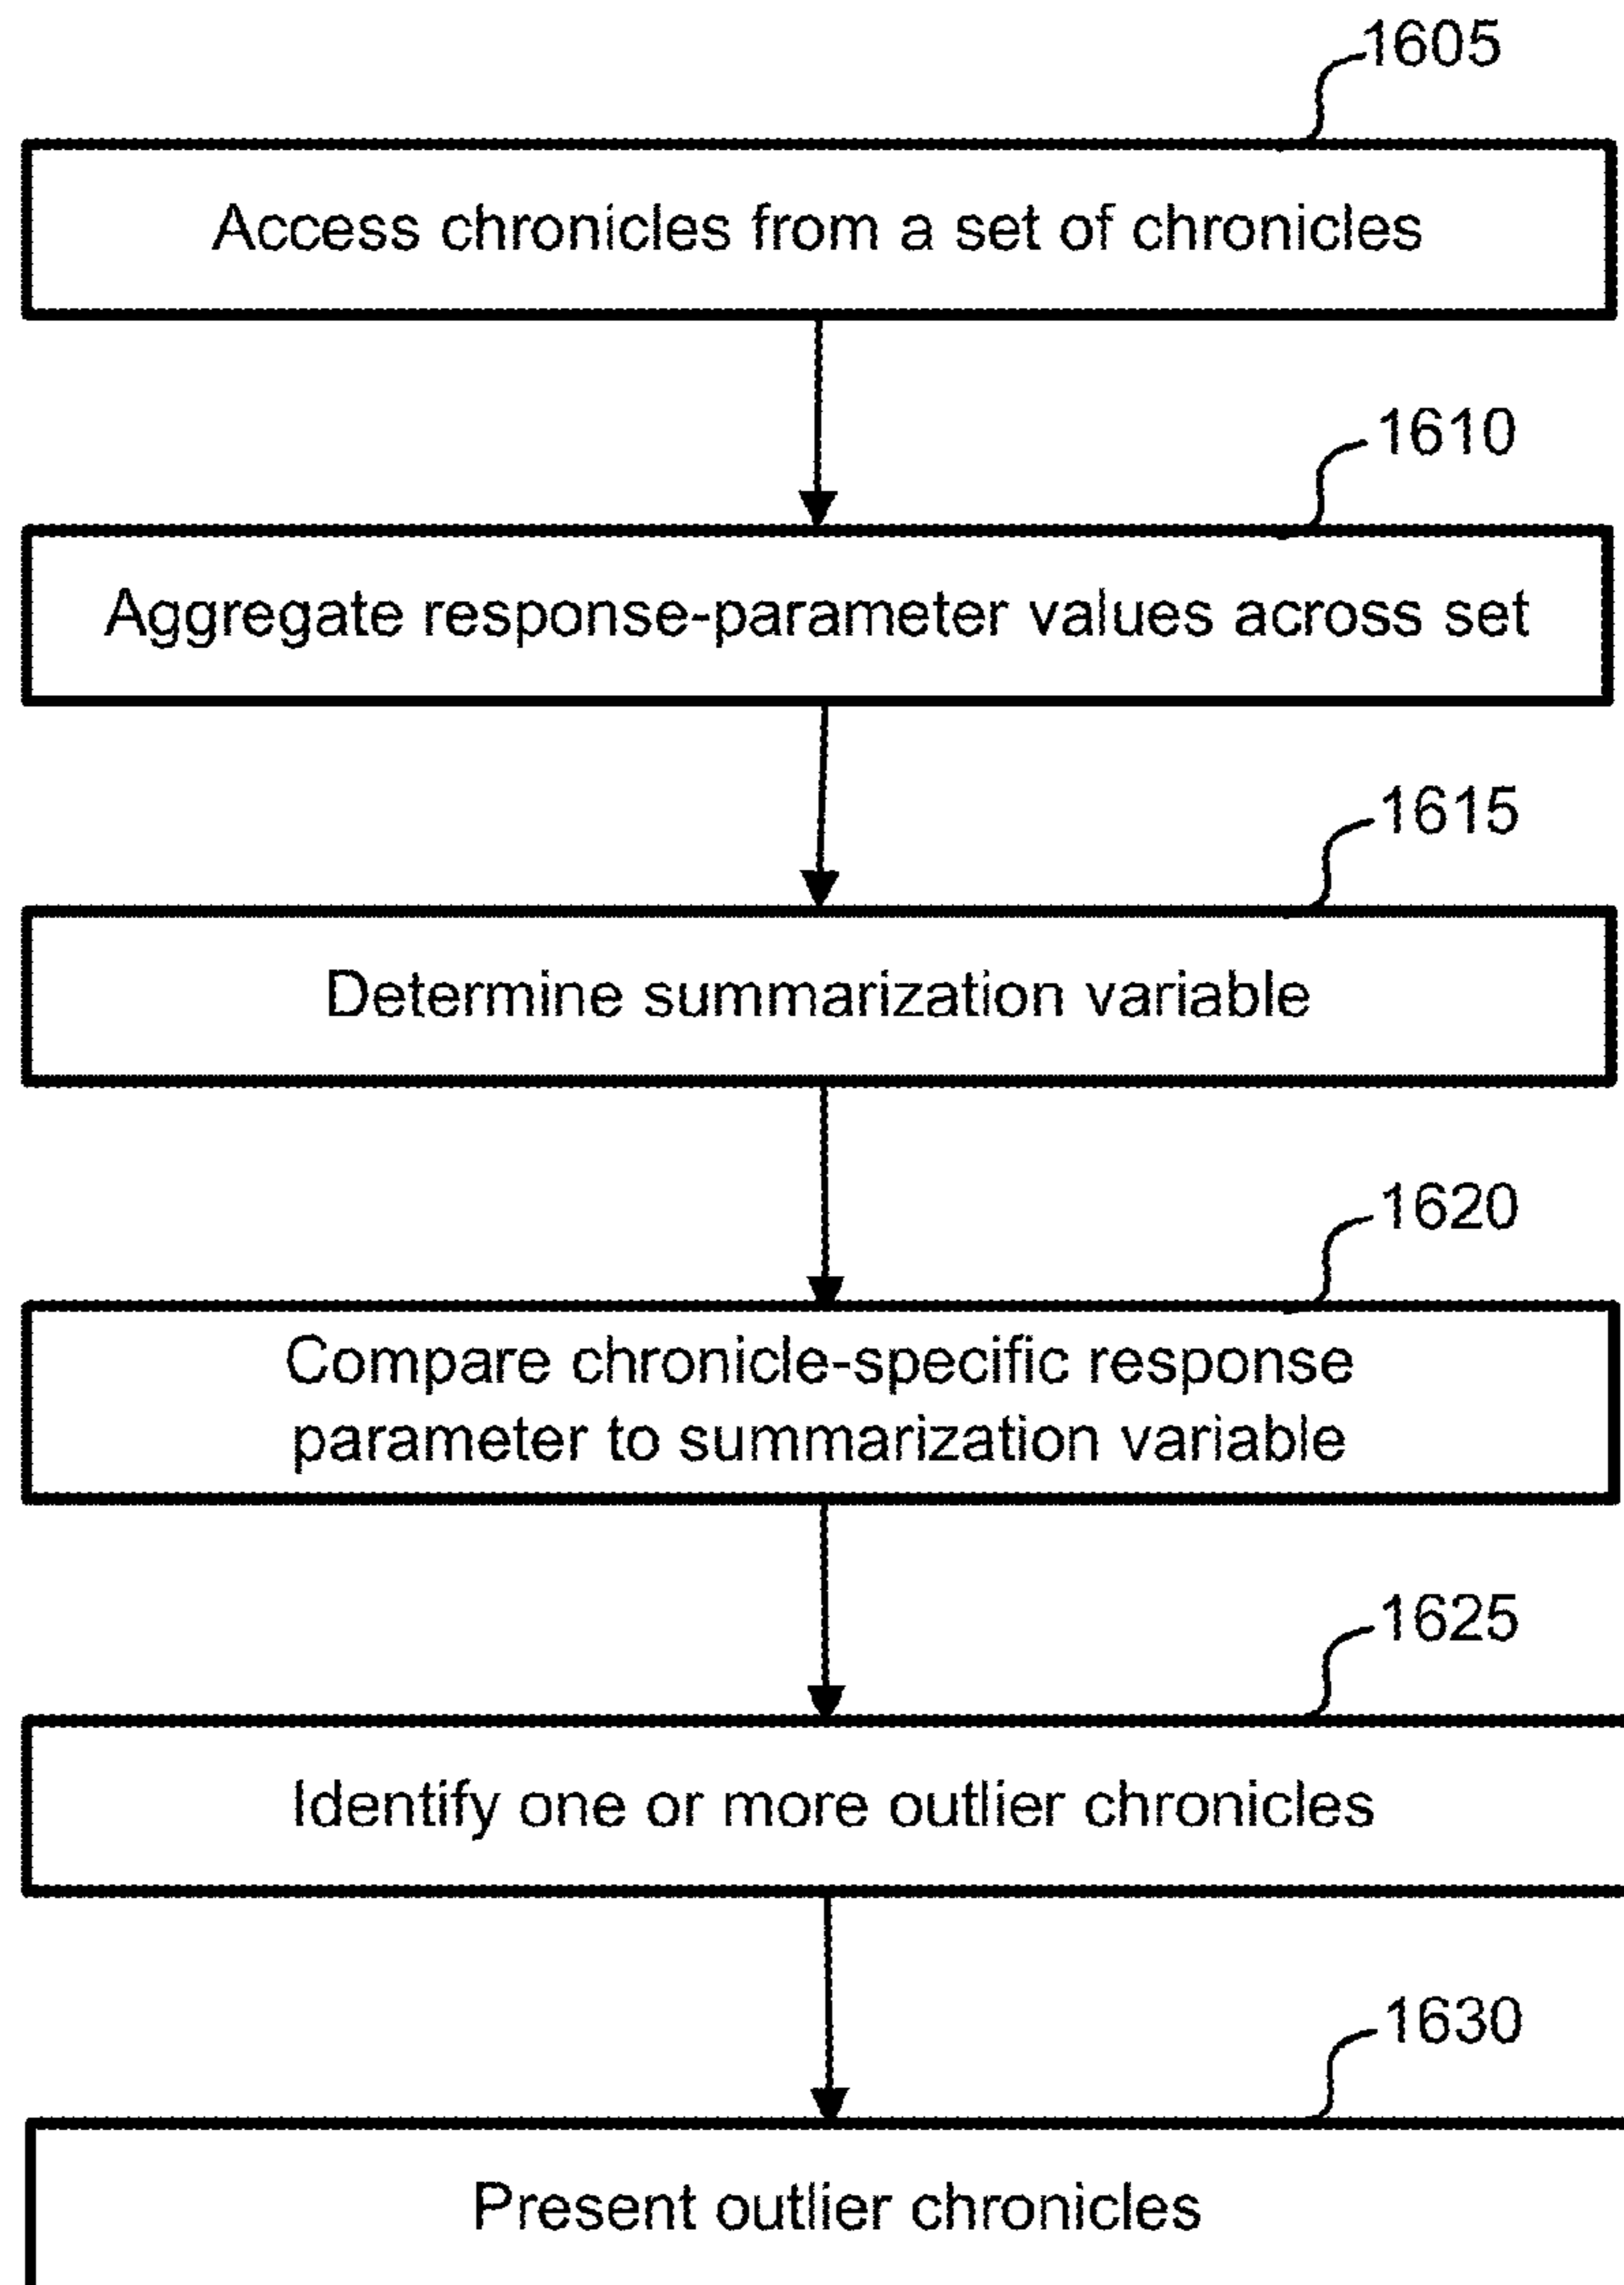 1605
Access chronicles from a set of chronicles
1610
Aggregate response-parameter values across set
1615
Determine summarization variable
1620
Compare chronicle-specific response
parameter to summarization variable
1625
Identify one or more outlier chronicles
1630
Present outlier chronicles